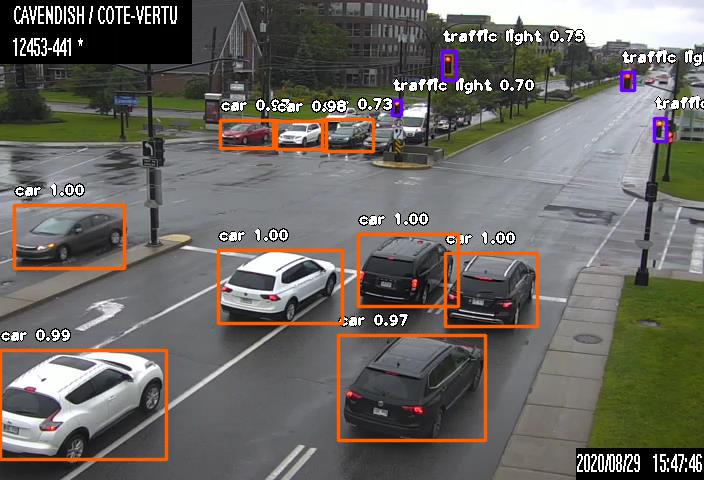 CAVENDISH / COTE-VERTU
12453-441 *
traffic light 0.75
traffic light 0.70
car 0.98
0.73
car 1.00
car 1.00
car 1.00
car 1.00
car 0.99
car 0.97
2020/08/29 15:47:46